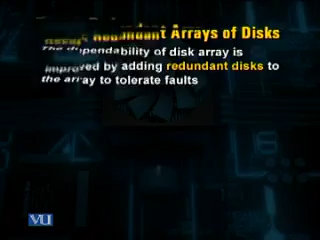 Redundant Arrays of Disks
The dependability of disk array is
improved by adding redundant disks to
the array to tolerate faults
VU